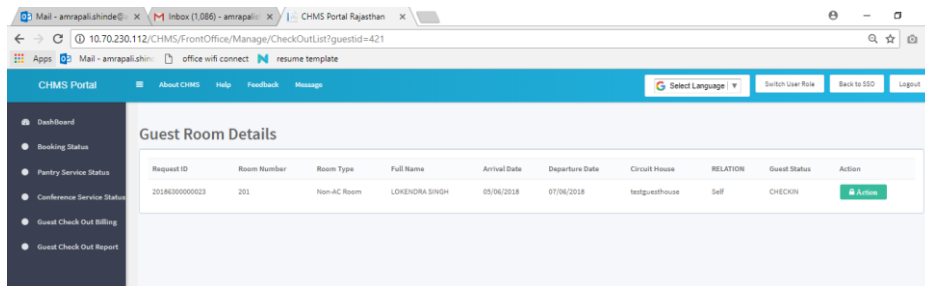 Mail - amrapali.shinde@
Inbox (1,086) - amrapalis
CHMS Portal Rajasthan
10.70.230.112/CHMS/FrontOffice/Manage/CheckOutList?guestid=421
Apps Mail - amrapali.shin office wifi connect resume template
CHMS Portal About CHMS Help Feedback Message Select Language Switch User Role Back to SSO Logout
DashBoard
Guest Room Details
Booking Status
Pantry Service Status
Conference Service Status
Guest Check Out Billing
Guest Check Out Report
Request ID Room Number Room Type Full Name Arrival Date Departure Date Circuit House RELATION Guest Status Action
20186300000023 201 Non-AC Room LOKENDRA SINGH 05/06/2018 07/06/2018 testguesthouse Self CHECKIN Action